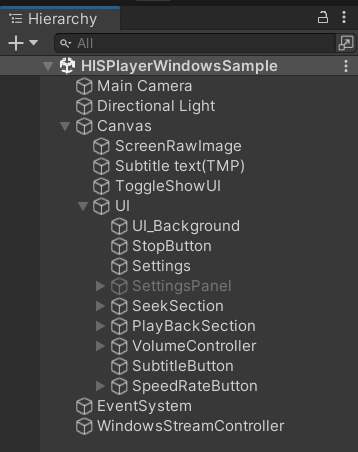 Hierarchy
All
HISPlayerWindowsSample
Main Camera
Directional Light
Canvas
ScreenRawImage
Subtitle text(TMP)
ToggleShowUI
UI
UI_Background
StopButton
Settings
SettingsPanel
SeekSection
PlayBackSection
VolumeController
SubtitleButton
SpeedRateButton
EventSystem
WindowsStreamController